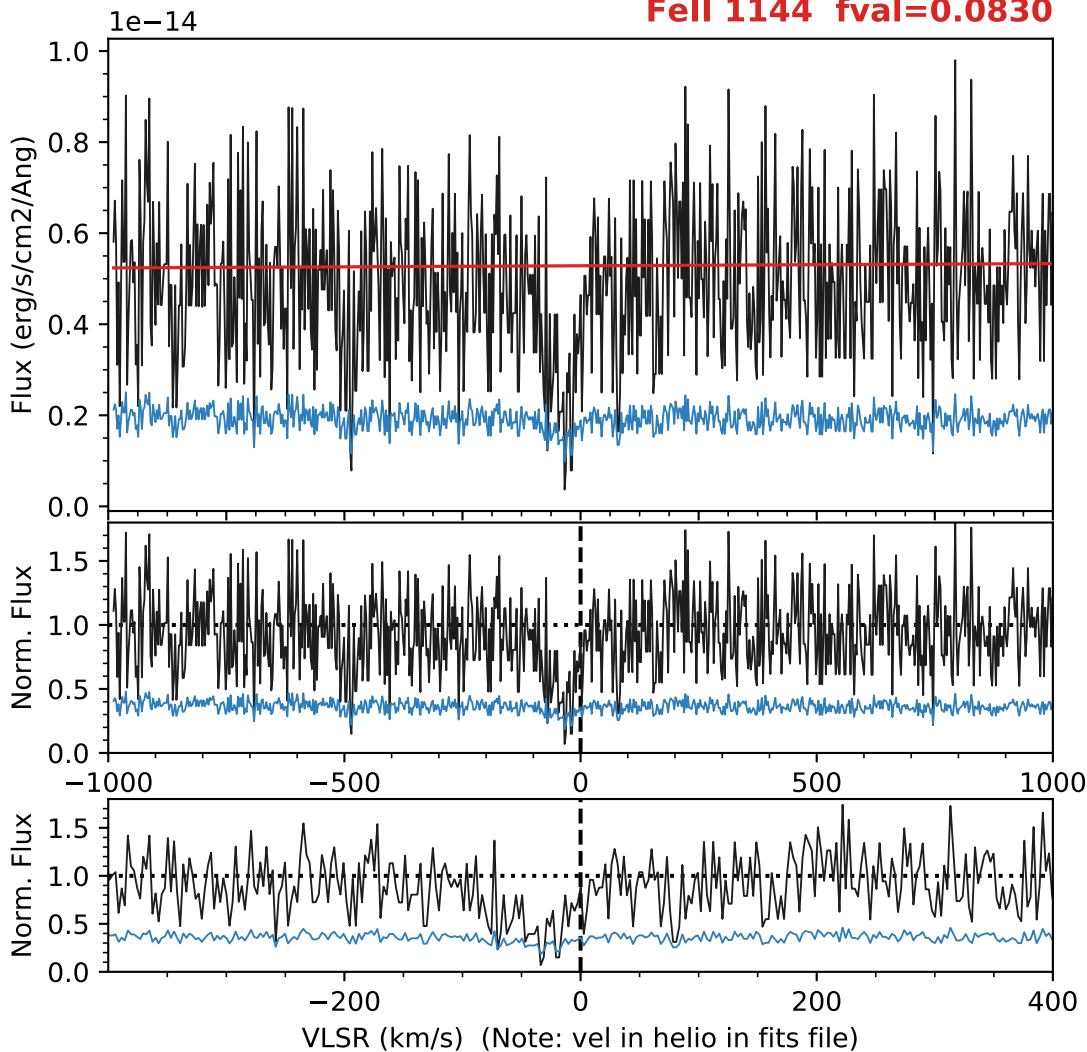 FeII 1144 fval=0.0830
1e−14
1.0
0.8
0.6
0.4
0.2
0.0
Flux (erg/s/cm2/Ang)
1.5
1.0
0.5
0.0
Norm. Flux
−1000 −500 0 500 1000
1.5
1.0
0.5
0.0
Norm. Flux
−200 0 200 400
VLSR (km/s) (Note: vel in helio in fits file)